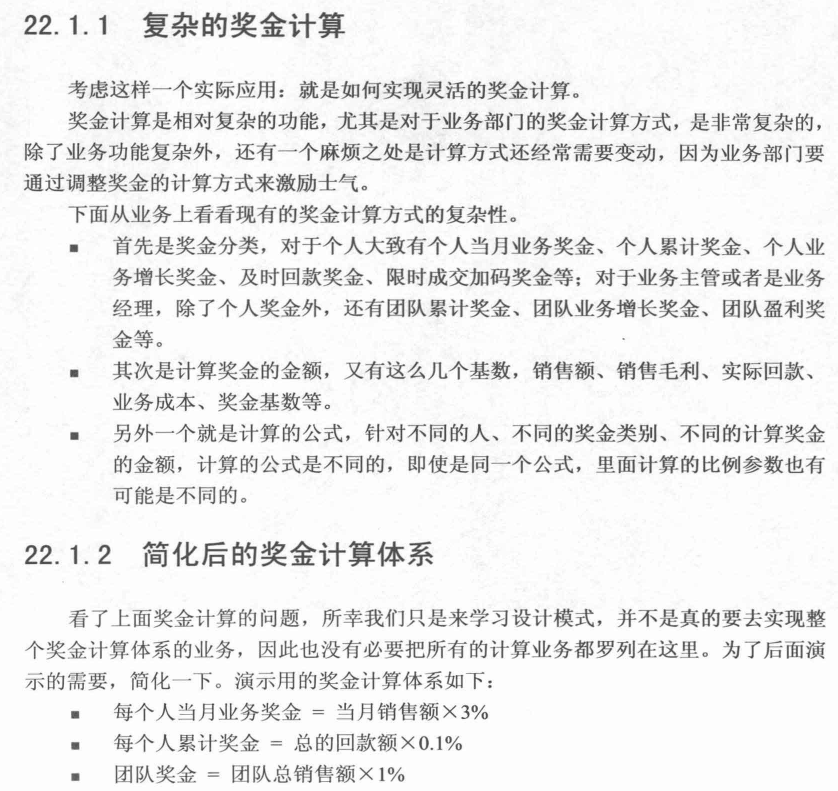 22.1.1 复杂的奖金计算
考虑这样一个实际应用：就是如何实现灵活的奖金计算。
奖金计算是相对复杂的功能，尤其是对于业务部门的奖金计算方式，是非常复杂的，
除了业务功能复杂外，还有一个麻烦之处是计算方式还经常需要变动，因为业务部门要
通过调整奖金的计算方式来激励士气。
下面从业务上看看现有的奖金计算方式的复杂性。
■ 首先是奖金分类，对于个人大致有个人当月业务奖金、个人累计奖金、个人业
务增长奖金、及时回款奖金、限时成交加码奖金等；对于业务主管或者是业务
经理，除了个人奖金外，还有团队累计奖金、团队业务增长奖金、团队盈利奖
金等。
■ 其次是计算奖金的金额，又有这么几个基数，销售额、销售毛利、实际回款、
业务成本、奖金基数等。
■ 另外一个就是计算的公式，针对不同的人、不同的奖金类别、不同的计算奖金
的金额，计算的公式是不同的，即使是同一个公式，里面计算的比例参数也有
可能是不同的。
22.1.2 简化后的奖金计算体系
看了上面奖金计算的问题，所幸我们只是来学习设计模式，并不是真的要去实现整
个奖金计算体系的业务，因此也没有必要把所有的计算业务都罗列在这里。为了后面演
示的需要，简化一下。演示用的奖金计算体系如下：
■ 每个人当月业务奖金 = 当月销售额×3%
■ 每个人累计奖金 = 总的回款额×0.1%
■ 团队奖金 = 团队总销售额×1%